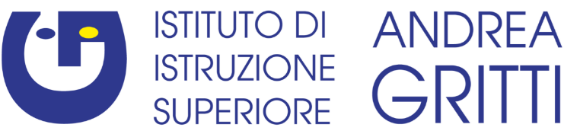 ISTITUTO DI
ISTRUZIONE
SUPERIORE
ANDREA
GRITTI